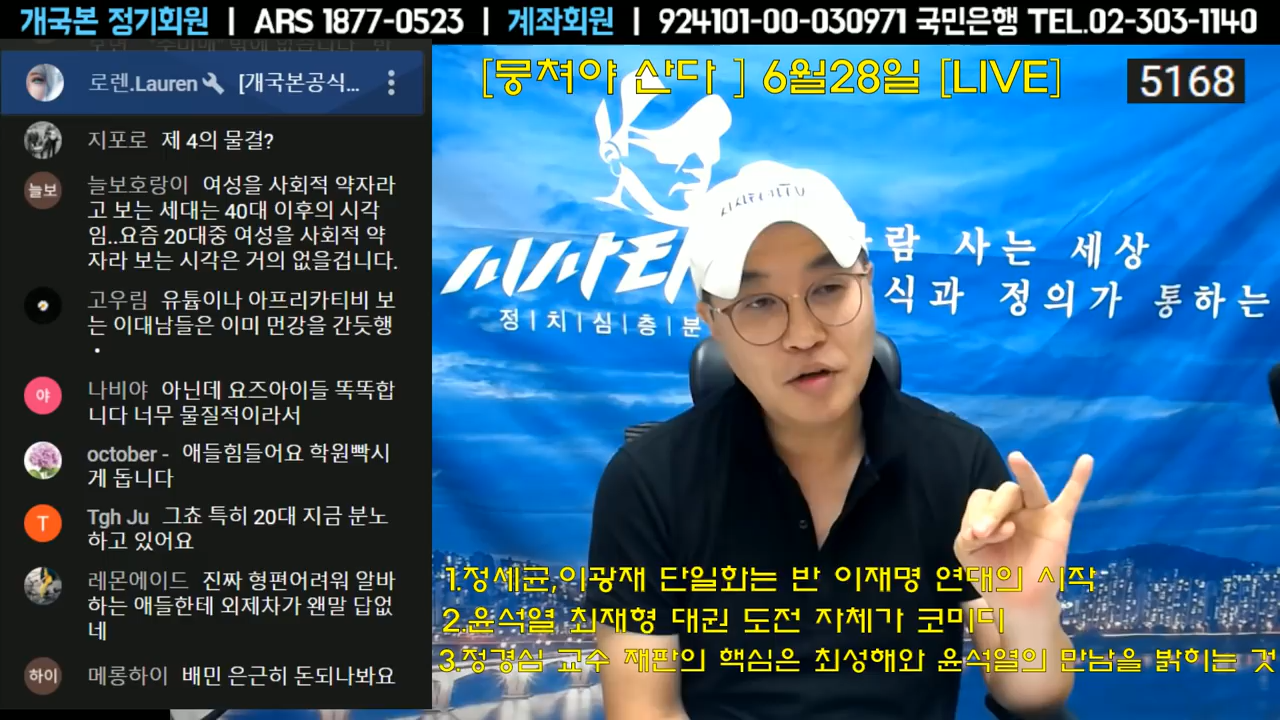 개국본 정기회원 | ARS 1877-0523 | 계좌회원 | 924101-00-030971 국민은행 TEL.02-303-1140
로렌.Lauren [개국본공식...
지포로 제 4의 물결?
늘보
늘보호랑이 여성을 사회적 약자라
고 보는 세대는 40대 이후의 시각
임..요즘 20대중 여성을 사회적 약
자라 보는 시각은 거의 없을겁니다.
고우림 유튭이나 아프리카티비 보
는 이대남들은 이미 먼강을 간듯행
.
야
나비야 아닌데 요즈아이들 똑똑합
니다 너무 물질적이라서
october - 애들힘들어요 학원빡시
게 돕니다
T
Tgh Ju 그쵸 특히 20대 지금 분노
하고 있어요
레몬에이드 진짜 형편어려워 알바
하는 애들한테 외제차가 왠말 답없
네
하이
메롱하이 배민 은근히 돈되나봐요
[뭉쳐야 산다 ] 6월28일 [LIVE]
5168
시사타
정|치|심|층|분
람 사는 세상
식과 정의가 통하는
1.정세균,이광재 단일화는 반 이재명 연대의 시작
2.윤석열 최재형 대권 도전 자체가 코미디
3.정경심 교수 재판의 핵심은 최성해와 윤석열의 만남을 밝히는 것